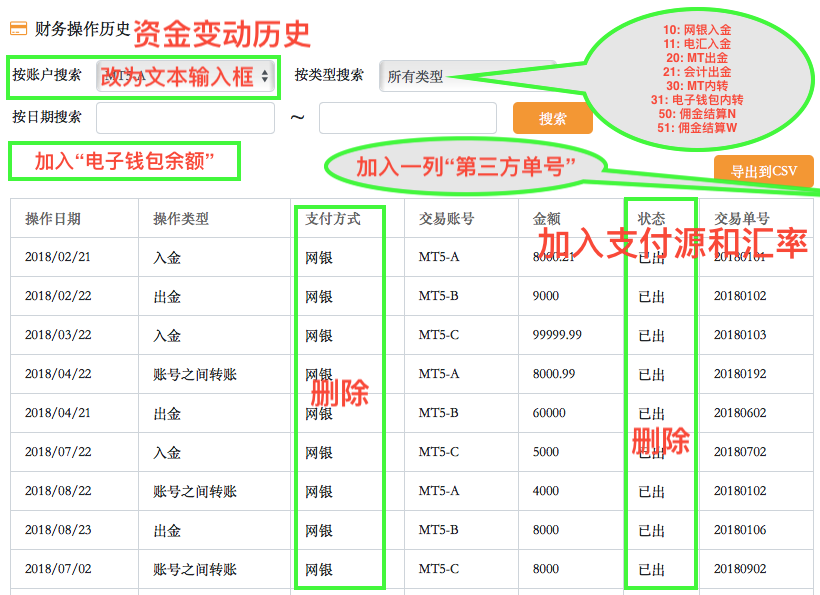 财务操作历史 资金变动历史
按账户搜索 MT5-A 改为文本输入框 按类型搜索 所有类型
10: 网银入金
11: 电汇入金
20: MT出金
21: 会计出金
30: MT内转
31: 电子钱包内转
50: 佣金结算N
51: 佣金结算W
按日期搜索 ~ 搜索
加入“电子钱包余额” 加入一列“第三方单号” 导出到CSV
操作日期 操作类型 支付方式 交易账号 金额 状态 交易单号
加入支付源和汇率
2018/02/21 入金 网银 MT5-A 8000.21 已出 20180101
2018/02/22 出金 网银 MT5-B 9000 已出 20180102
2018/03/22 入金 网银 MT5-C 99999.99 已出 20180103
2018/04/22 账号之间转账 网银 MT5-A 8000.99 已出 20180192
删除
2018/04/21 出金 网银 MT5-B 60000 已出 20180602
删除
2018/07/22 入金 网银 MT5-C 5000 已出 20180702
2018/08/22 账号之间转账 网银 MT5-A 4000 已出 20180102
2018/08/23 出金 网银 MT5-B 8000 已出 20180106
2018/07/02 账号之间转账 网银 MT5-C 8000 已出 20180902